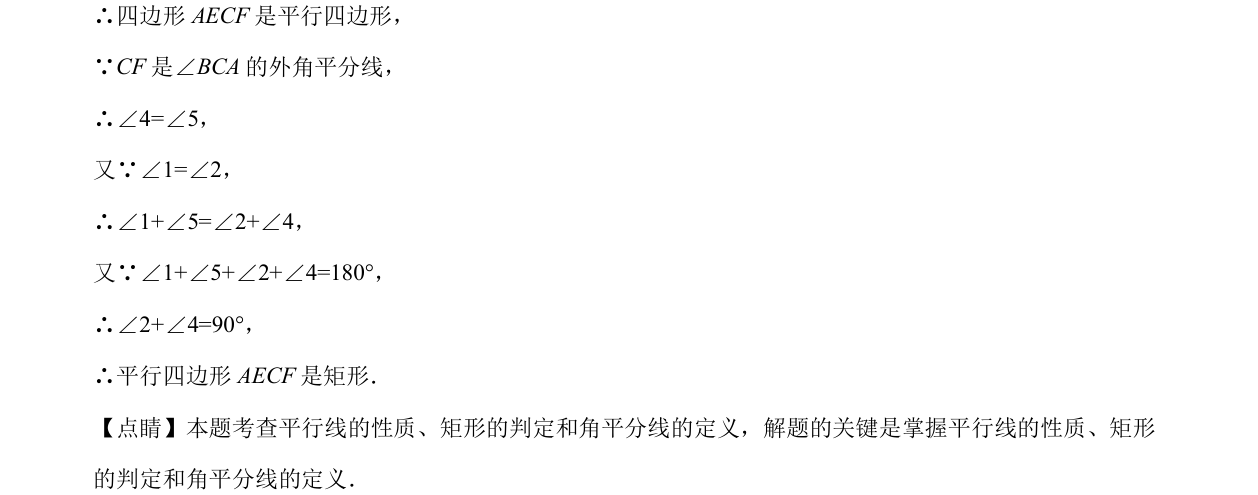 ∴四边形 AECF 是平行四边形，
∵CF 是∠BCA 的外角平分线，
∴∠4=∠5，
又∵∠1=∠2，
∴∠1+∠5=∠2+∠4，
又∵∠1+∠5+∠2+∠4=180°，
∴∠2+∠4=90°，
∴平行四边形 AECF 是矩形．
【点睛】本题考查平行线的性质、矩形的判定和角平分线的定义，解题的关键是掌握平行线的性质、矩形
的判定和角平分线的定义．